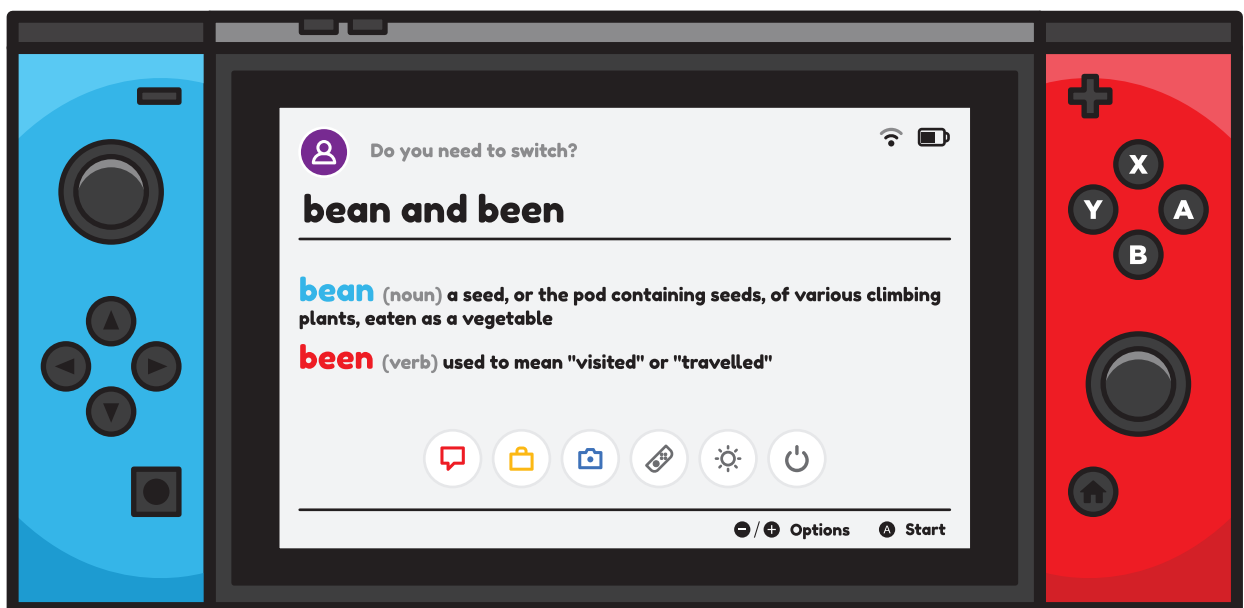 Do you need to switch?
bean and been
bean (noun) a seed, or the pod containing seeds, of various climbing
plants, eaten as a vegetable
been (verb) used to mean "visited" or "travelled"
X
Y A
B
−/+ Options A Start